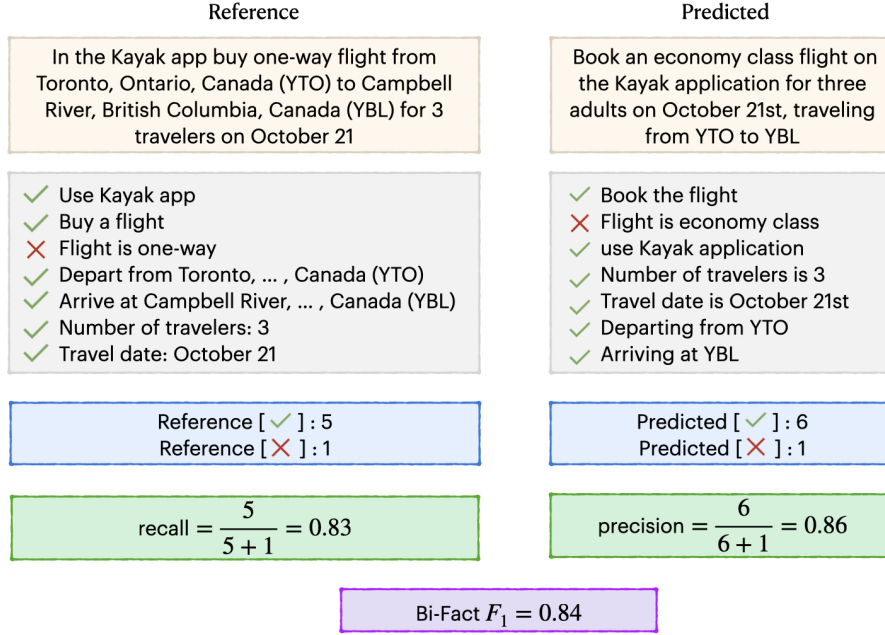 Reference
In the Kayak app buy one-way flight from
Toronto, Ontario, Canada (YTO) to Campbell
River, British Columbia, Canada (YBL) for 3
travelers on October 21
✓ Use Kayak app
✓ Buy a flight
✗ Flight is one-way
✓ Depart from Toronto, ... , Canada (YTO)
✓ Arrive at Campbell River, ... , Canada (YBL)
✓ Number of travelers: 3
✓ Travel date: October 21
Reference [ ✓ ] : 5
Reference [ ✗ ] : 1
recall = 5 / (5 + 1) = 0.83
Predicted
Book an economy class flight on
the Kayak application for three
adults on October 21st, traveling
from YTO to YBL
✓ Book the flight
✗ Flight is economy class
✓ use Kayak application
✓ Number of travelers is 3
✓ Travel date is October 21st
✓ Departing from YTO
✓ Arriving at YBL
Predicted [ ✓ ] : 6
Predicted [ ✗ ] : 1
precision = 6 / (6 + 1) = 0.86
Bi-Fact F₁ = 0.84